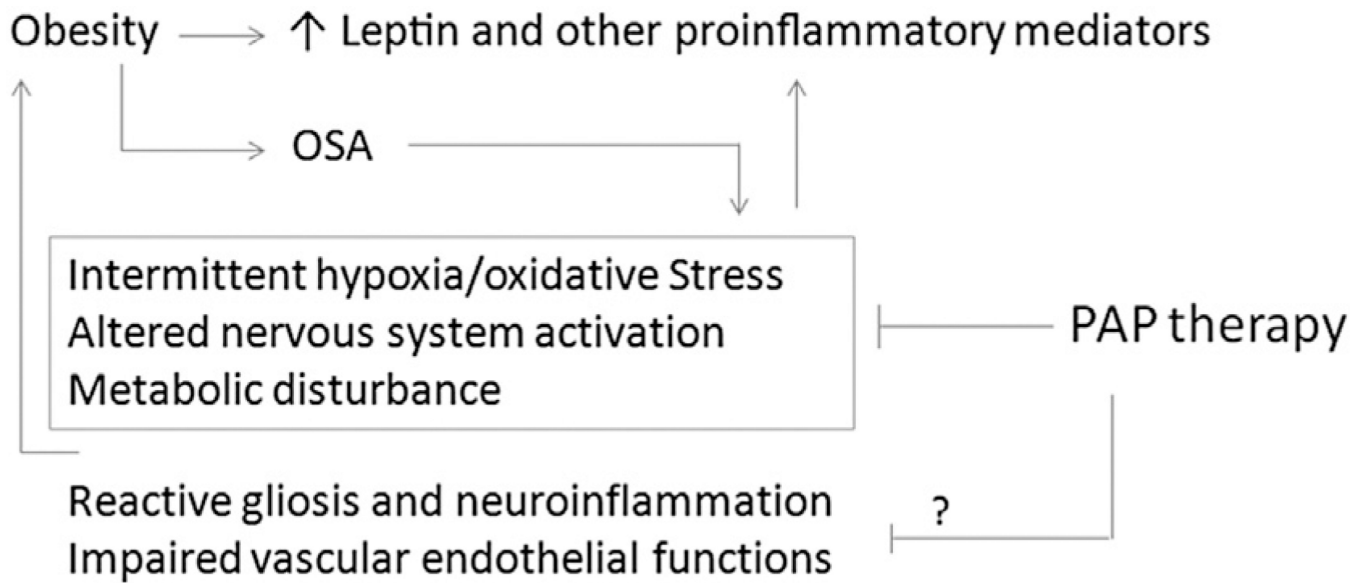 Obesity → ↑ Leptin and other proinflammatory mediators
OSA
Intermittent hypoxia/oxidative Stress
Altered nervous system activation
Metabolic disturbance
PAP therapy
Reactive gliosis and neuroinflammation
?
Impaired vascular endothelial functions